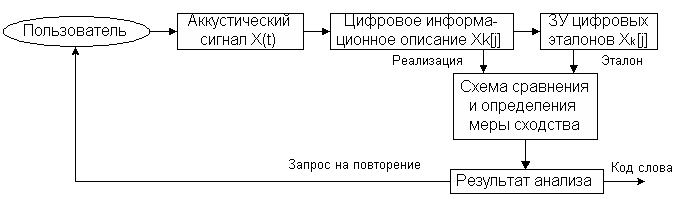 Пользователь
Аккустический
сигнал X(t)
Цифровое информа-
ционное описание Xk[j]
ЗУ цифровых
эталонов Xk[j]
Реализация
Эталон
Схема сравнения
и определения
меры сходства
Запрос на повторение
Результат анализа
Код слова